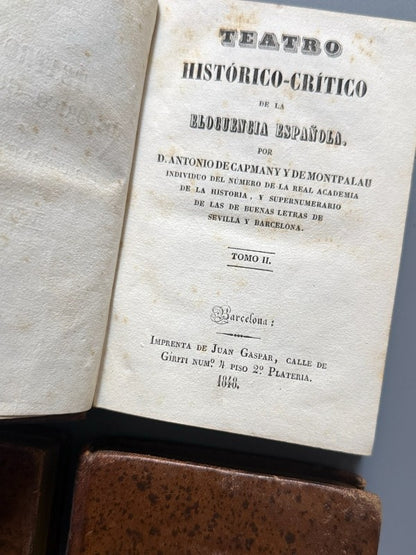 TEATRO
HISTÓRICO-CRÍTICO
DE LA
ELOCUENCIA ESPAÑOLA.
POR
D. ANTONIO DE CAPMANY Y DE MONTPALAU
INDIVIDUO DEL NÚMERO DE LA REAL ACADEMIA
DE LA HISTORIA, Y SUPERNUMERARIO
DE LAS DE BUENAS LETRAS DE
SEVILLA Y BARCELONA.
TOMO II.
Barcelona:
IMPRENTA DE JUAN GASPAR, CALLE DE
GIRITI NUMº. 4 PISO 2º. PLATERIA.
1848.